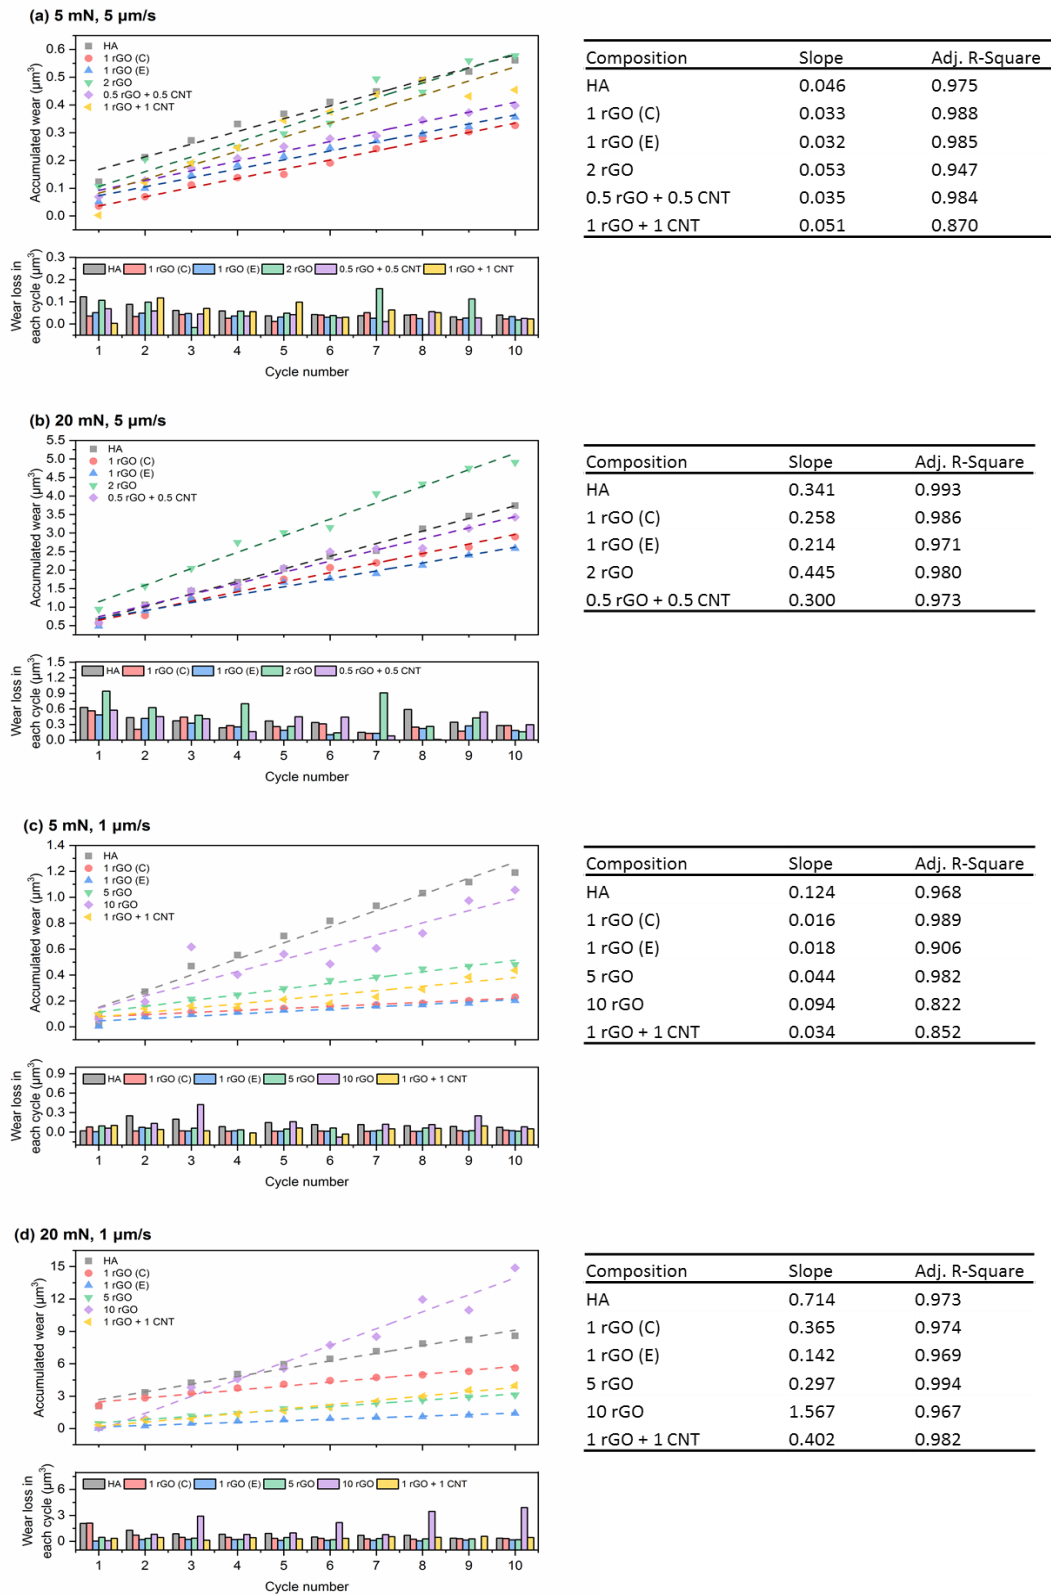 (a) 5 mN, 5 µm/s
HA
1 rGO (C)
1 rGO (E)
2 rGO
0.5 rGO + 0.5 CNT
1 rGO + 1 CNT
Accumulated wear (µm³)
0.6
0.5
0.4
0.3
0.2
0.1
0.0
Wear loss in
each cycle (µm³)
0.3
0.2
0.1
0.0
HA 1 rGO (C) 1 rGO (E) 2 rGO 0.5 rGO + 0.5 CNT 1 rGO + 1 CNT
1 2 3 4 5 6 7 8 9 10
Cycle number
Composition Slope Adj. R-Square
HA 0.046 0.975
1 rGO (C) 0.033 0.988
1 rGO (E) 0.032 0.985
2 rGO 0.053 0.947
0.5 rGO + 0.5 CNT 0.035 0.984
1 rGO + 1 CNT 0.051 0.870
(b) 20 mN, 5 µm/s
HA
1 rGO (C)
1 rGO (E)
2 rGO
0.5 rGO + 0.5 CNT
Accumulated wear (µm³)
5.5
5.0
4.5
4.0
3.5
3.0
2.5
2.0
1.5
1.0
0.5
Wear loss in
each cycle (µm³)
1.5
1.2
0.9
0.6
0.3
0.0
HA 1 rGO (C) 1 rGO (E) 2 rGO 0.5 rGO + 0.5 CNT
1 2 3 4 5 6 7 8 9 10
Cycle number
Composition Slope Adj. R-Square
HA 0.341 0.993
1 rGO (C) 0.258 0.986
1 rGO (E) 0.214 0.971
2 rGO 0.445 0.980
0.5 rGO + 0.5 CNT 0.300 0.973
(c) 5 mN, 1 µm/s
HA
1 rGO (C)
1 rGO (E)
5 rGO
10 rGO
1 rGO + 1 CNT
Accumulated wear (µm³)
1.4
1.2
1.0
0.8
0.6
0.4
0.2
0.0
Wear loss in
each cycle (µm³)
0.9
0.6
0.3
0.0
HA 1 rGO (C) 1 rGO (E) 5 rGO 10 rGO 1 rGO + 1 CNT
1 2 3 4 5 6 7 8 9 10
Cycle number
Composition Slope Adj. R-Square
HA 0.124 0.968
1 rGO (C) 0.016 0.989
1 rGO (E) 0.018 0.906
5 rGO 0.044 0.982
10 rGO 0.094 0.822
1 rGO + 1 CNT 0.034 0.852
(d) 20 mN, 1 µm/s
HA
1 rGO (C)
1 rGO (E)
5 rGO
10 rGO
1 rGO + 1 CNT
Accumulated wear (µm³)
15
12
9
6
3
0
Wear loss in
each cycle (µm³)
6
3
0
HA 1 rGO (C) 1 rGO (E) 5 rGO 10 rGO 1 rGO + 1 CNT
1 2 3 4 5 6 7 8 9 10
Cycle number
Composition Slope Adj. R-Square
HA 0.714 0.973
1 rGO (C) 0.365 0.974
1 rGO (E) 0.142 0.969
5 rGO 0.297 0.994
10 rGO 1.567 0.967
1 rGO + 1 CNT 0.402 0.982